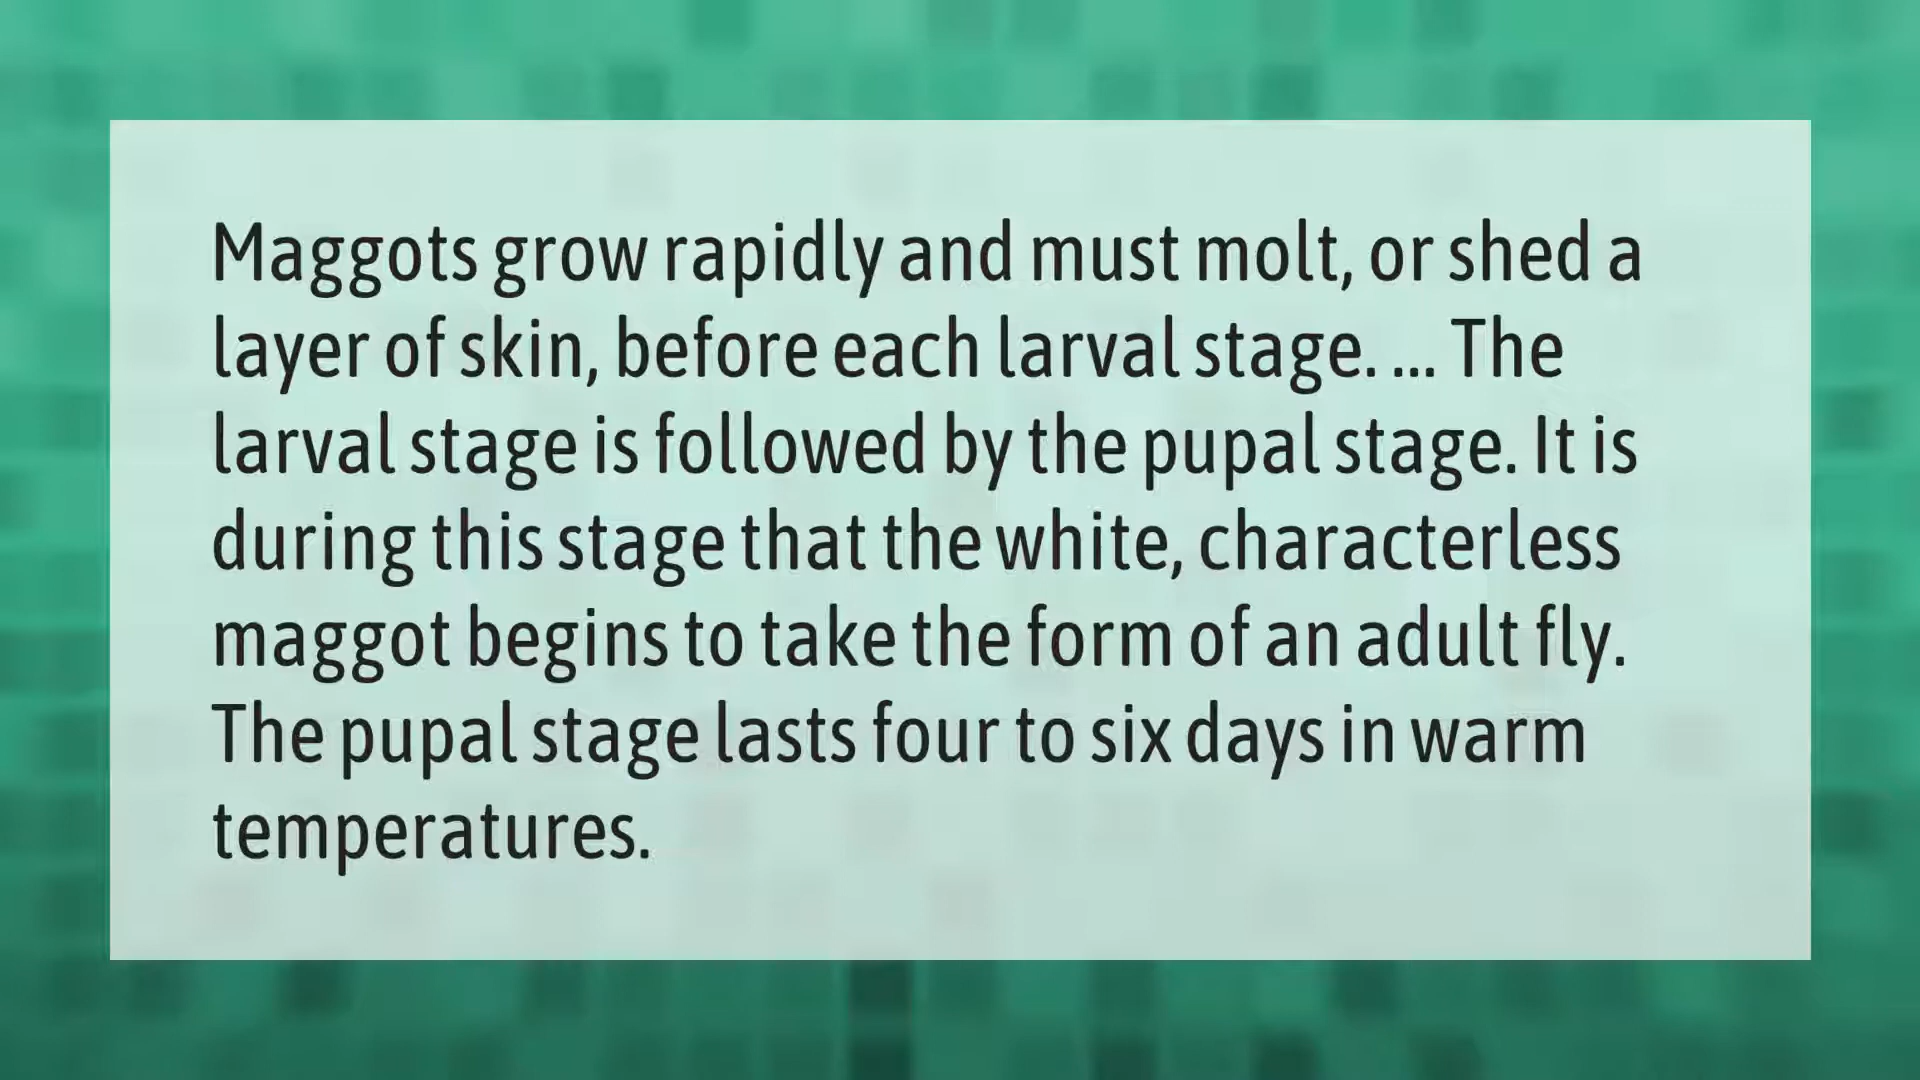 Maggots grow rapidly and must molt, or shed a
layer of skin, before each larval stage. ... The
larval stage is followed by the pupal stage. It is
during this stage that the white, characterless
maggot begins to take the form of an adult fly.
The pupal stage lasts four to six days in warm
temperatures.